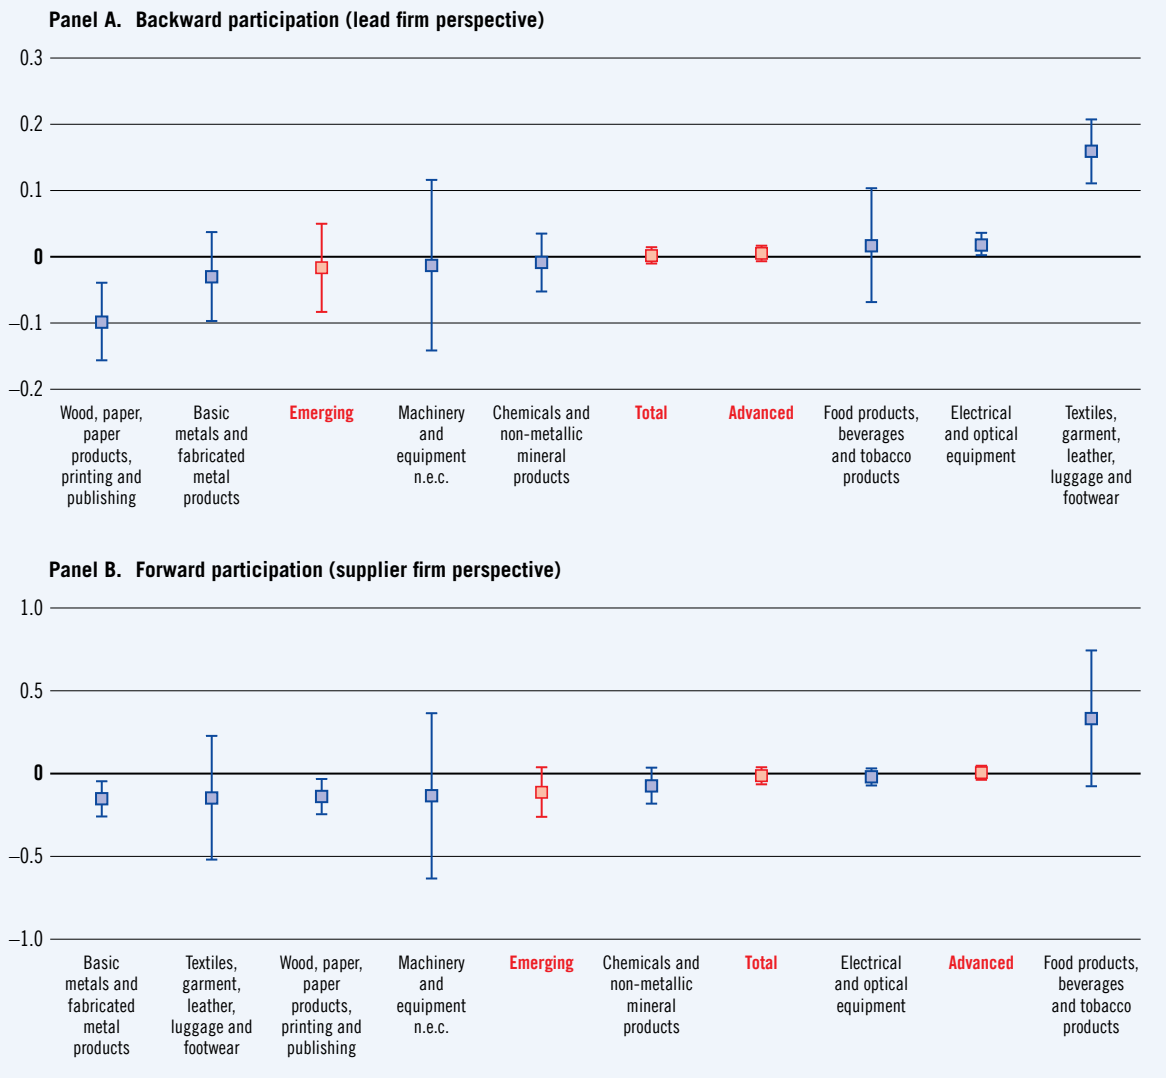 Panel A. Backward participation (lead firm perspective)
0.3
0.2
0.1
0
–0.1
–0.2
Wood, paper,
paper
products,
printing and
publishing
Basic
metals and
fabricated
metal
products
Emerging
Machinery
and
equipment
n.e.c.
Chemicals and
non-metallic
mineral
products
Total
Advanced
Food products,
beverages
and tobacco
products
Electrical
and optical
equipment
Textiles,
garment,
leather,
luggage and
footwear
Panel B. Forward participation (supplier firm perspective)
1.0
0.5
0
–0.5
–1.0
Basic
metals and
fabricated
metal
products
Textiles,
garment,
leather,
luggage and
footwear
Wood, paper,
paper
products,
printing and
publishing
Machinery
and
equipment
n.e.c.
Emerging
Chemicals and
non-metallic
mineral
products
Total
Electrical
and optical
equipment
Advanced
Food products,
beverages
and tobacco
products